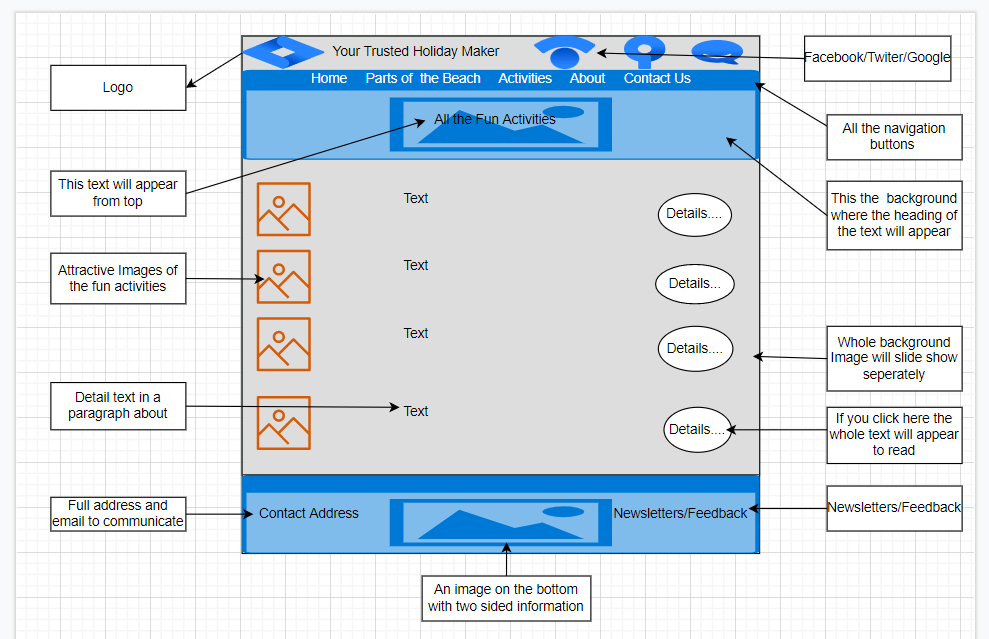 Your Trusted Holiday Maker
Facebook/Twiter/Google
Home Parts of the Beach Activities About Contact Us
Logo
All the Fun Activities
All the navigation
buttons
This text will appear
from top
This the background
where the heading of
the text will appear
Text
Details....
Attractive Images of
the fun activities
Text
Details...
Text
Details....
Whole background
Image will slide show
seperately
Detail text in a
paragraph about
Text
Details....
If you click here the
whole text will appear
to read
Full address and
email to communicate
Contact Address
Newsletters/Feedback
Newsletters/Feedback
An image on the bottom
with two sided information